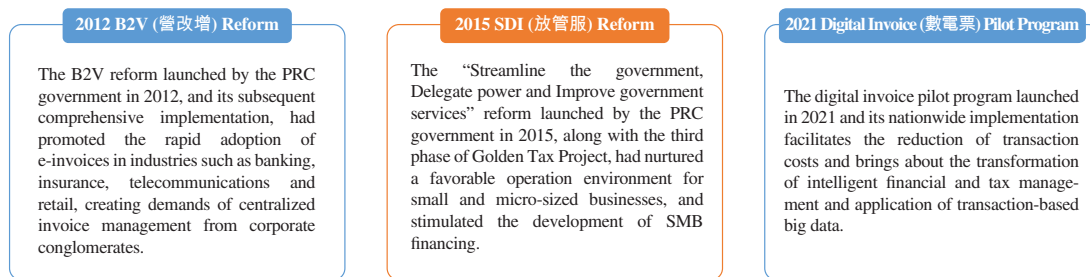 2012 B2V (營改增) Reform
The B2V reform launched by the PRC
government in 2012, and its subsequent
comprehensive implementation, had
promoted the rapid adoption of
e-invoices in industries such as banking,
insurance, telecommunications and
retail, creating demands of centralized
invoice management from corporate
conglomerates.
2015 SDI (放管服) Reform
The “Streamline the government,
Delegate power and Improve government
services” reform launched by the PRC
government in 2015, along with the third
phase of Golden Tax Project, had nurtured
a favorable operation environment for
small and micro-sized businesses, and
stimulated the development of SMB
financing.
2021 Digital Invoice (數電票) Pilot Program
The digital invoice pilot program launched
in 2021 and its nationwide implementation
facilitates the reduction of transaction
costs and brings about the transformation
of intelligent financial and tax manage-
ment and application of transaction-based
big data.